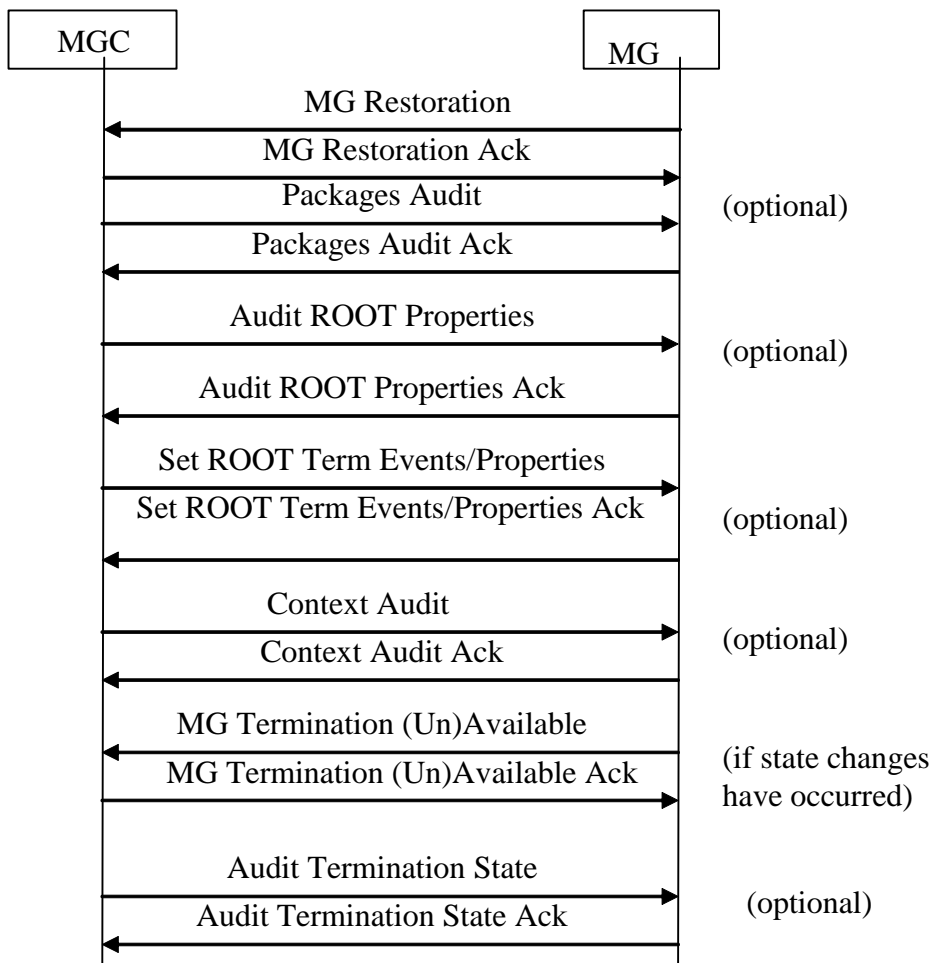 MGC
MG
MG Restoration
MG Restoration Ack
Packages Audit
(optional)
Packages Audit Ack
Audit ROOT Properties
(optional)
Audit ROOT Properties Ack
Set ROOT Term Events/Properties
Set ROOT Term Events/Properties Ack
(optional)
Context Audit
(optional)
Context Audit Ack
MG Termination (Un)Available
(if state changes
MG Termination (Un)Available Ack
have occurred)
Audit Termination State
(optional)
Audit Termination State Ack